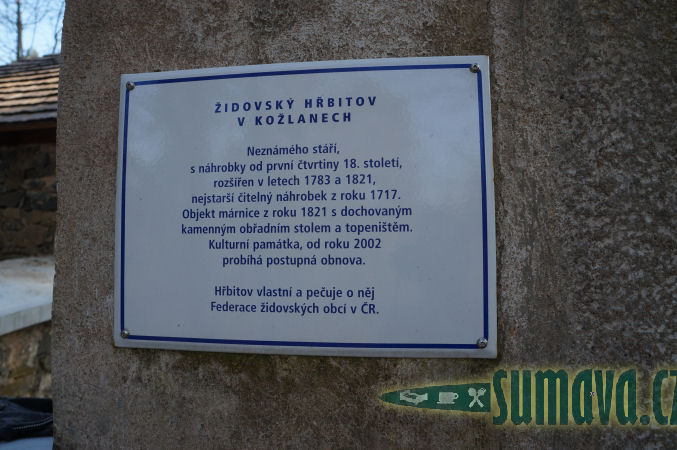 ŽIDOVSKÝ HŘBITOV
V KOŽLANECH
Neznámého stáří,
s náhrobky od první čtvrtiny 18. století,
rozšířen v letech 1783 a 1821,
nejstarší čitelný náhrobek z roku 1717.
Objekt márnice z roku 1821 s dochovaným
kamenným obřadním stolem a topeništěm.
Kulturní památka, od roku 2002
probíhá postupná obnova.
Hřbitov vlastní a pečuje o něj
Federace židovských obcí v ČR.
sumava.cz